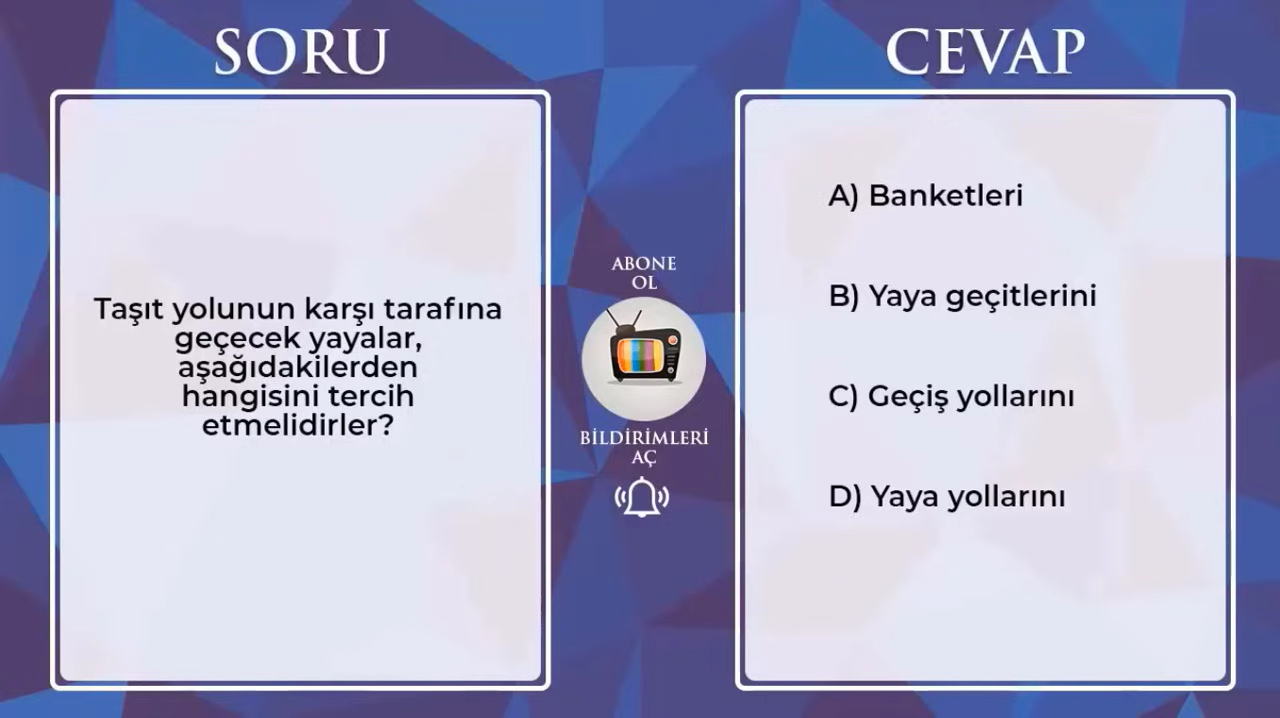 SORU
Taşıt yolunun karşı tarafına
geçecek yayalar,
aşağıdakilerden
hangisini tercih
etmelidirler?
ABONE
OL
BİLDİRİMLERİ
AÇ
CEVAP
A) Banketleri
B) Yaya geçitlerini
C) Geçiş yollarını
D) Yaya yollarını